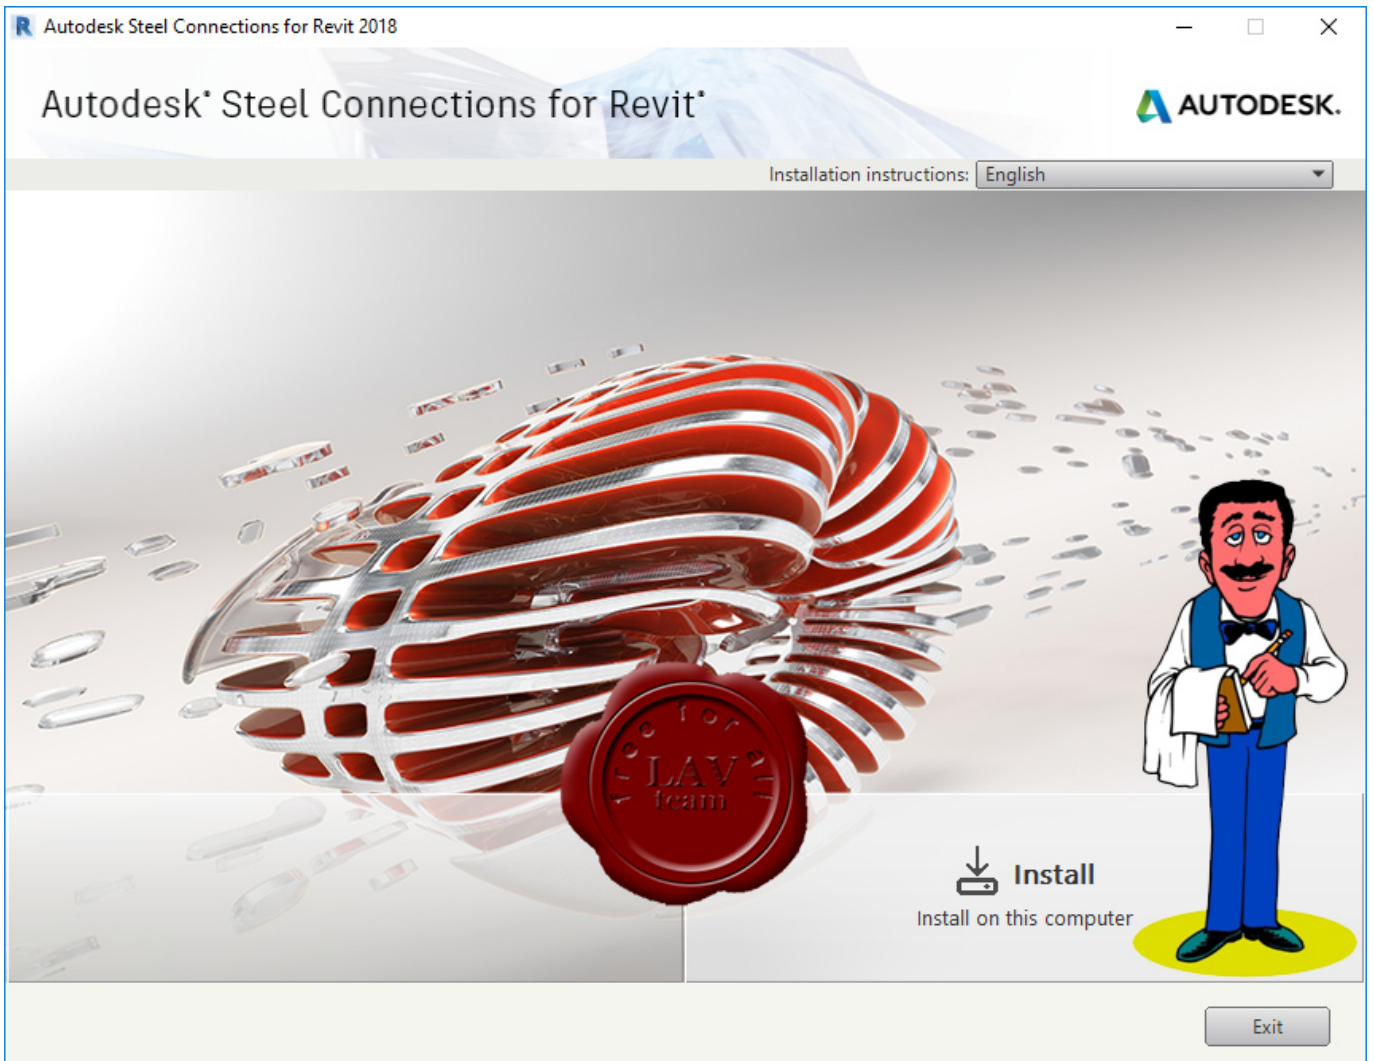 Autodesk Steel Connections for Revit 2018
Autodesk® Steel Connections for Revit®
AUTODESK.
Installation instructions: English
free for all
LAV
team
Install
Install on this computer
Exit